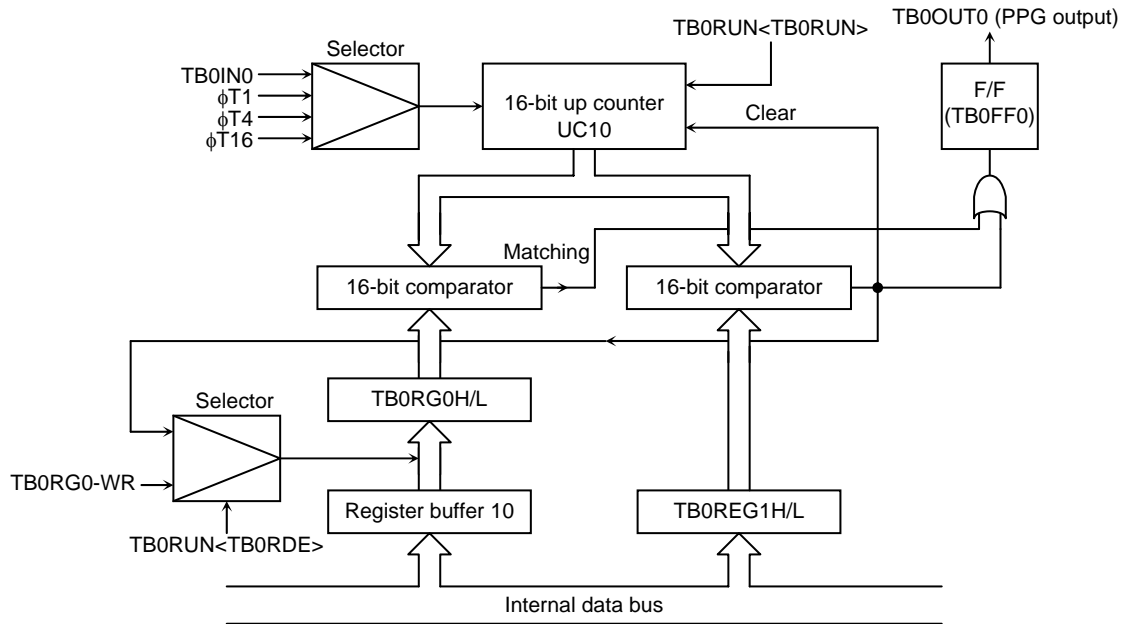 TB0OUT0 (PPG output)
TB0RUN<TB0RUN>
Selector
TB0IN0
ϕT1
ϕT4
ϕT16
16-bit up counter
UC10
F/F
(TB0FF0)
Clear
Matching
16-bit comparator
16-bit comparator
TB0RG0H/L
Selector
TB0RG0-WR
Register buffer 10
TB0REG1H/L
TB0RUN<TB0RDE>
Internal data bus